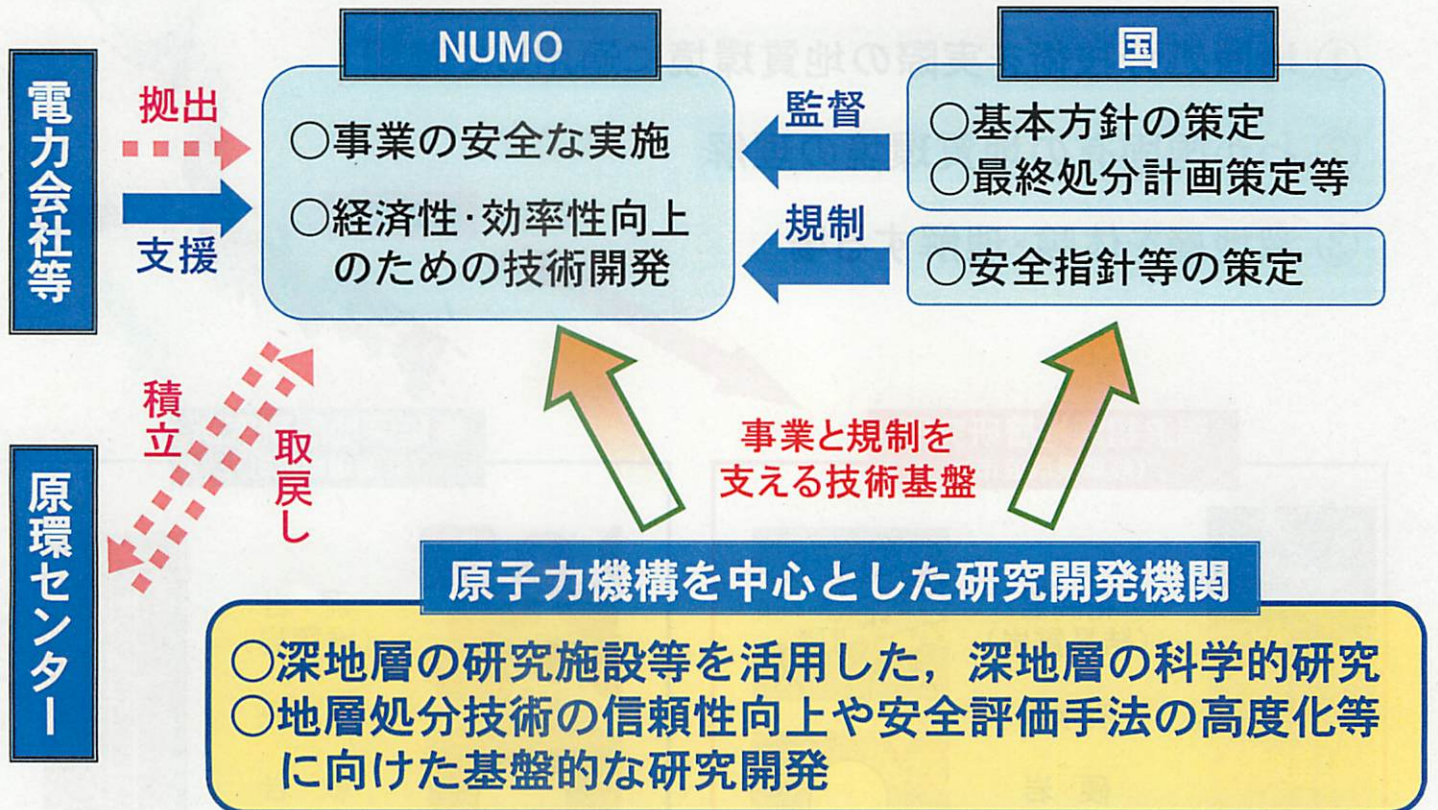 NUMO
国
電力会社等
拠出
支援
○事業の安全な実施
○経済性・効率性向上
のための技術開発
監督
規制
○基本方針の策定
○最終処分計画策定等
○安全指針等の策定
積立
取戻し
事業と規制を
支える技術基盤
原環センター
原子力機構を中心とした研究開発機関
○深地層の研究施設等を活用した，深地層の科学的研究
○地層処分技術の信頼性向上や安全評価手法の高度化等
に向けた基盤的な研究開発